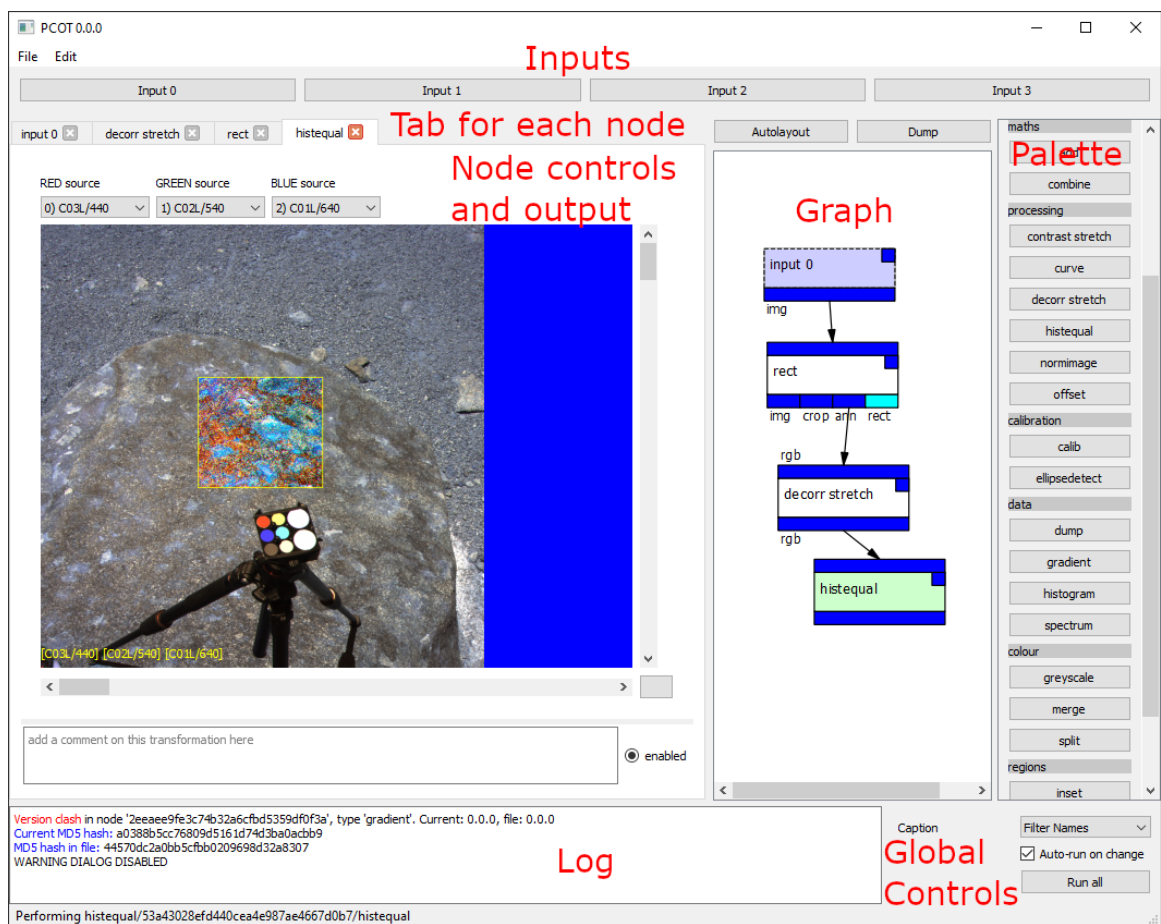 PCOT 0.0.0
File Edit
Inputs
Input 0 Input 1 Input 2 Input 3
input 0 decorr stretch rect histequal
Tab for each node
Node controls
and output
RED source GREEN source BLUE source
0) C03L/440 1) C02L/540 2) C01L/640
[C03L/440] [C02L/540] [C01L/640]
add a comment on this transformation here
enabled
Autolayout Dump
Graph
input 0
img
rect
img crop ann rect
rgb
decorr stretch
rgb
histequal
Palette
maths
combine
processing
contrast stretch
curve
decorr stretch
histequal
normimage
offset
calibration
calib
ellipsedetect
data
dump
gradient
histogram
spectrum
colour
greyscale
merge
split
regions
inset
Version clash in node '2eeaee9fe3c74b32a6cfbd5359df0f3a', type 'gradient'. Current: 0.0.0, file: 0.0.0
Current MD5 hash: a0388b5cc76809d5161d74d3ba0acbb9
MD5 hash in file: 44570dc2a0bb5cfbb0209698d32a8307
WARNING DIALOG DISABLED
Log
Caption
Global
Controls
Filter Names
Auto-run on change
Run all
Performing histequal/53a43028efd440cea4e987ae4667d0b7/histequal